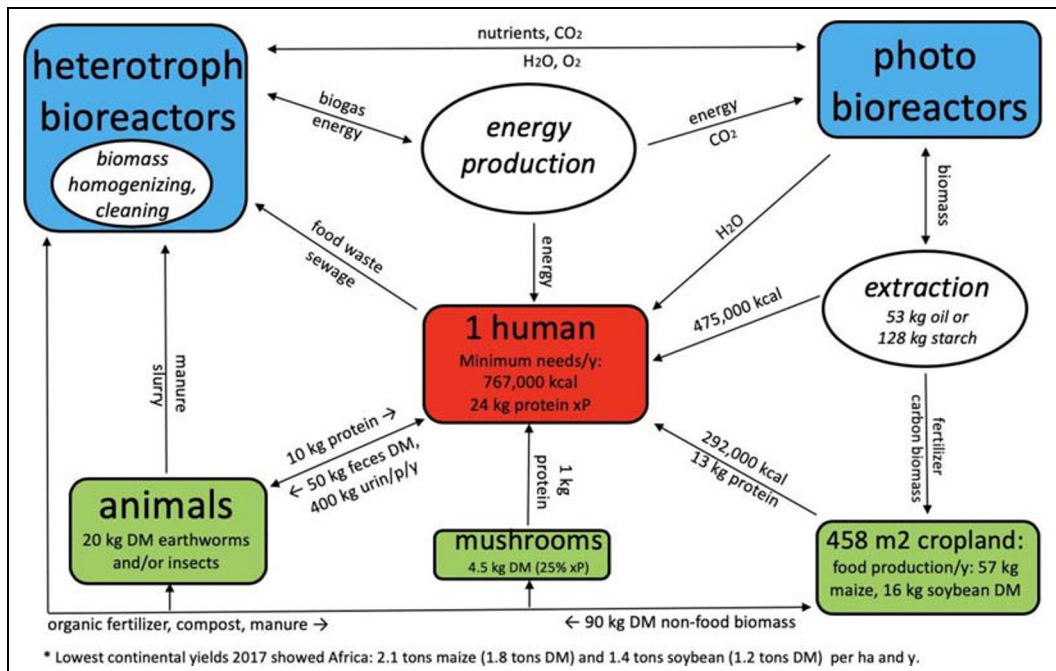 nutrients, CO₂
H₂O, O₂
heterotroph
bioreactors
biomass
homogenizing,
cleaning
biogas
energy
energy
production
energy
CO₂
photo
bioreactors
biomass
H₂O
food waste
sewage
energy
extraction
53 kg oil or
128 kg starch
475,000 kcal
1 human
Minimum needs/y:
767,000 kcal
24 kg protein xP
manure
slurry
fertilizer
carbon biomass
10 kg protein →
← 50 kg feces DM,
400 kg urin/p/y
1 kg
protein
292,000 kcal
13 kg protein
animals
20 kg DM earthworms
and/or insects
mushrooms
4.5 kg DM (25% xP)
458 m2 cropland:
food production/y: 57 kg
maize, 16 kg soybean DM
organic fertilizer, compost, manure →
← 90 kg DM non-food biomass
* Lowest continental yields 2017 showed Africa: 2.1 tons maize (1.8 tons DM) and 1.4 tons soybean (1.2 tons DM) per ha and y.